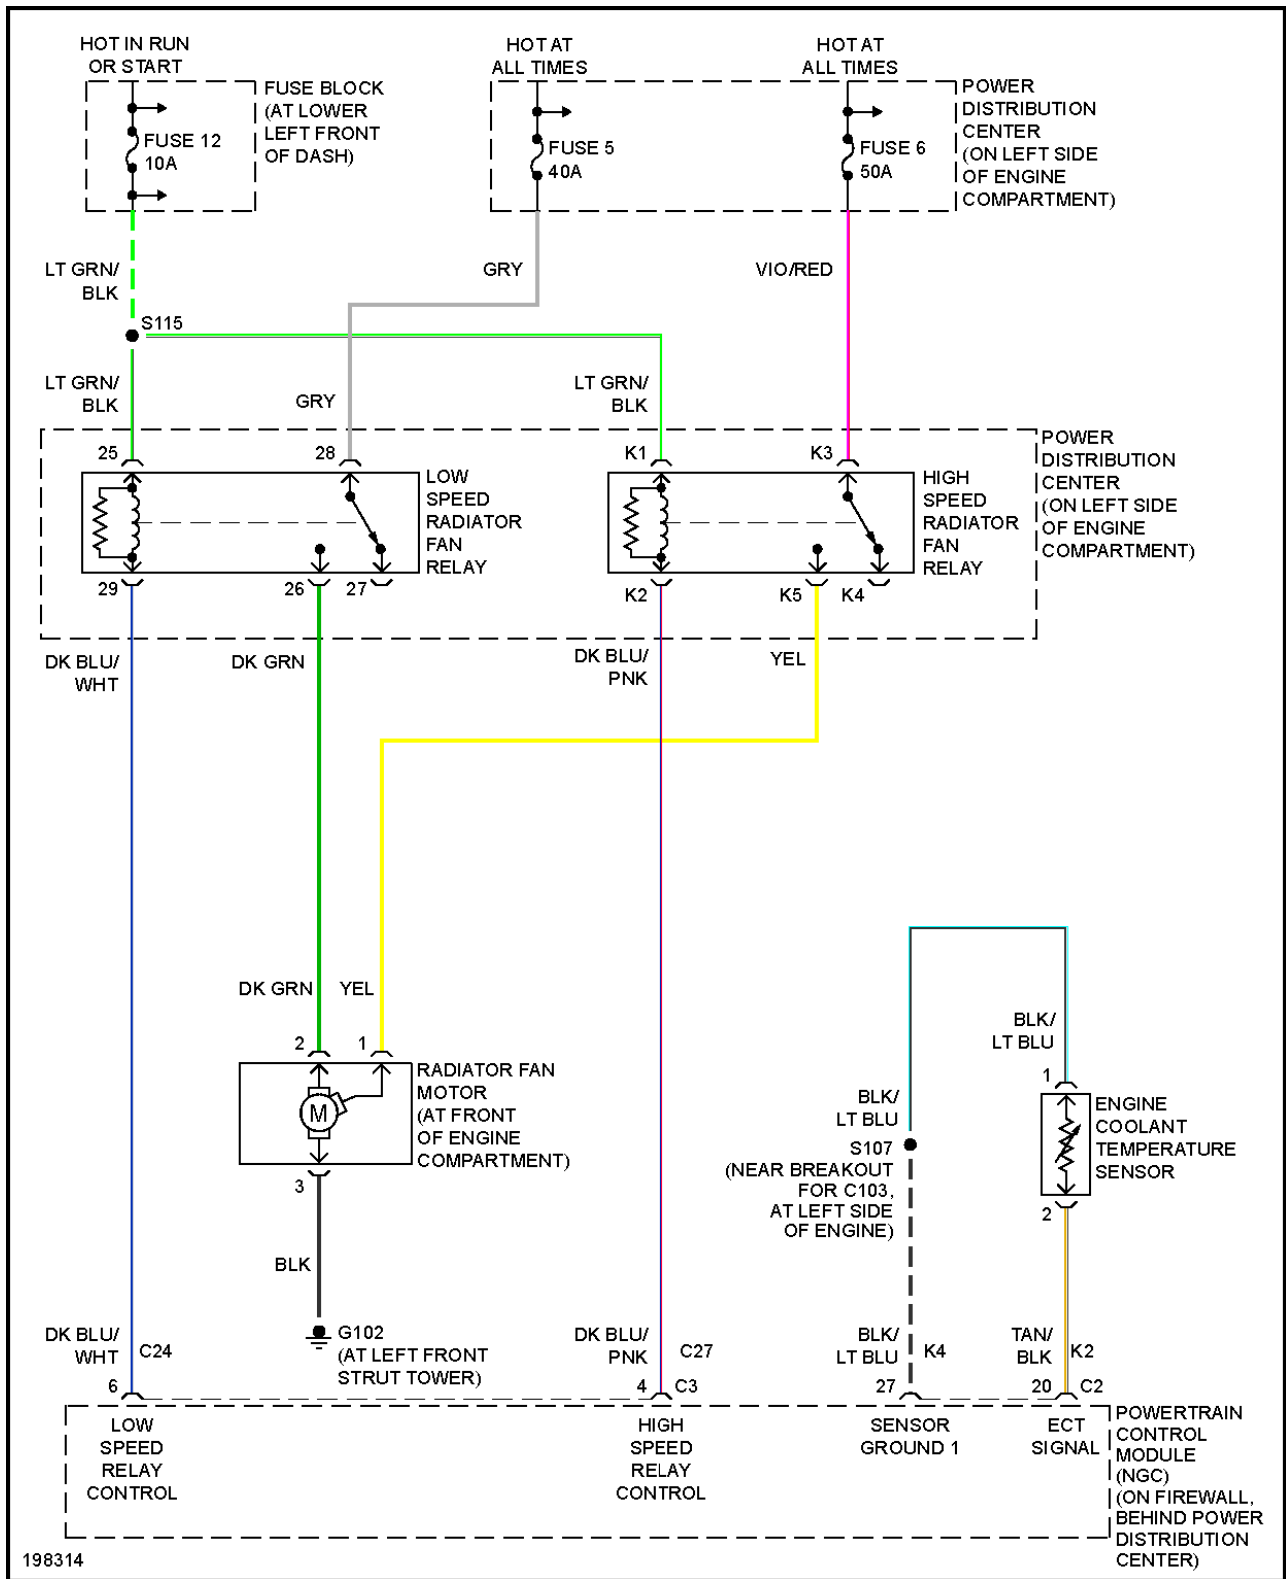 HOT IN RUN
OR START
HOT AT
ALL TIMES
HOT AT
ALL TIMES
FUSE BLOCK
(AT LOWER
LEFT FRONT
OF DASH)
FUSE 12
10A
FUSE 5
40A
FUSE 6
50A
POWER
DISTRIBUTION
CENTER
(ON LEFT SIDE
OF ENGINE
COMPARTMENT)
LT GRN/
BLK
GRY
VIO/RED
S115
LT GRN/
BLK
GRY
LT GRN/
BLK
25
28
K1
K3
POWER
DISTRIBUTION
CENTER
(ON LEFT SIDE
OF ENGINE
COMPARTMENT)
LOW
SPEED
RADIATOR
FAN
RELAY
HIGH
SPEED
RADIATOR
FAN
RELAY
29
26
27
K2
K5
K4
DK BLU/
WHT
DK GRN
DK BLU/
PNK
YEL
DK GRN
YEL
2
1
RADIATOR FAN
MOTOR
(AT FRONT
OF ENGINE
COMPARTMENT)
M
3
BLK
G102
(AT LEFT FRONT
STRUT TOWER)
BLK/
LT BLU
1
ENGINE
COOLANT
TEMPERATURE
SENSOR
2
BLK/
LT BLU
S107
(NEAR BREAKOUT
FOR C103,
AT LEFT SIDE
OF ENGINE)
DK BLU/
WHT
C24
6
DK BLU/
PNK
C27
4
C3
BLK/
LT BLU
K4
27
TAN/
BLK
K2
20
C2
LOW
SPEED
RELAY
CONTROL
HIGH
SPEED
RELAY
CONTROL
SENSOR
GROUND 1
ECT
SIGNAL
POWERTRAIN
CONTROL
MODULE
(NGC)
(ON FIREWALL,
BEHIND POWER
DISTRIBUTION
CENTER)
198314